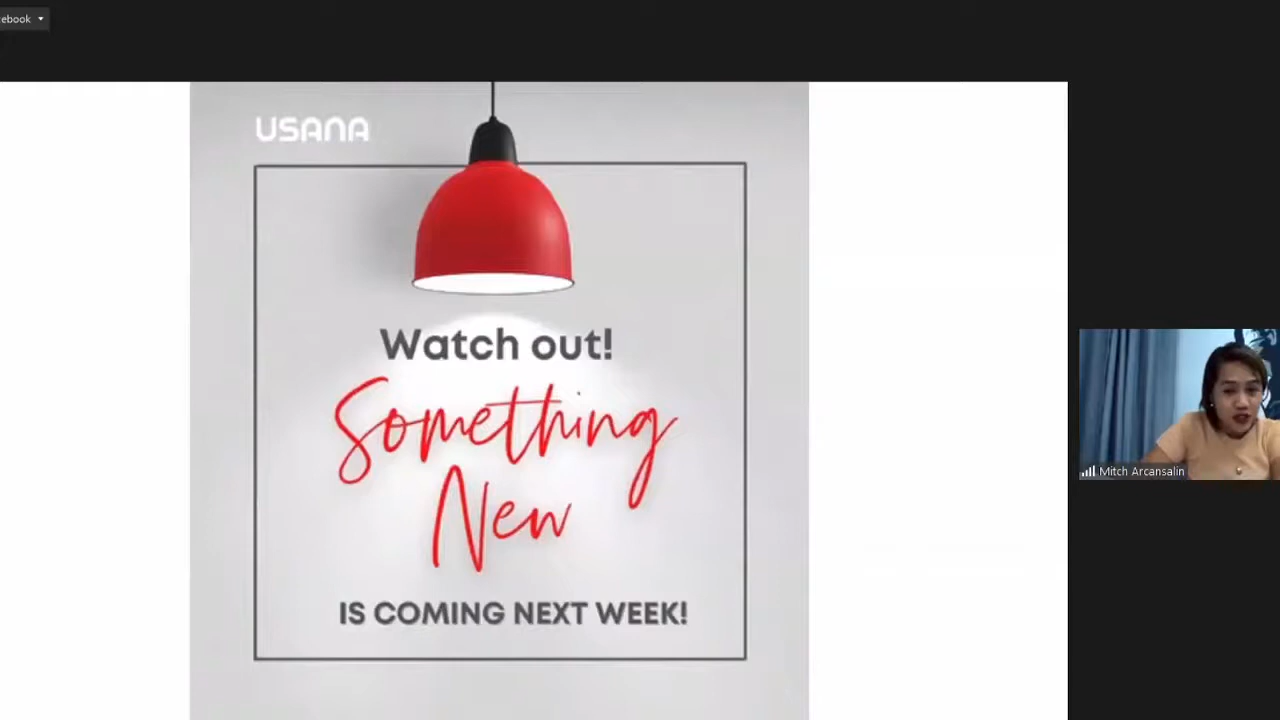 ebook
USANA
Watch out!
Something
New
IS COMING NEXT WEEK!
Mitch Arcansalin